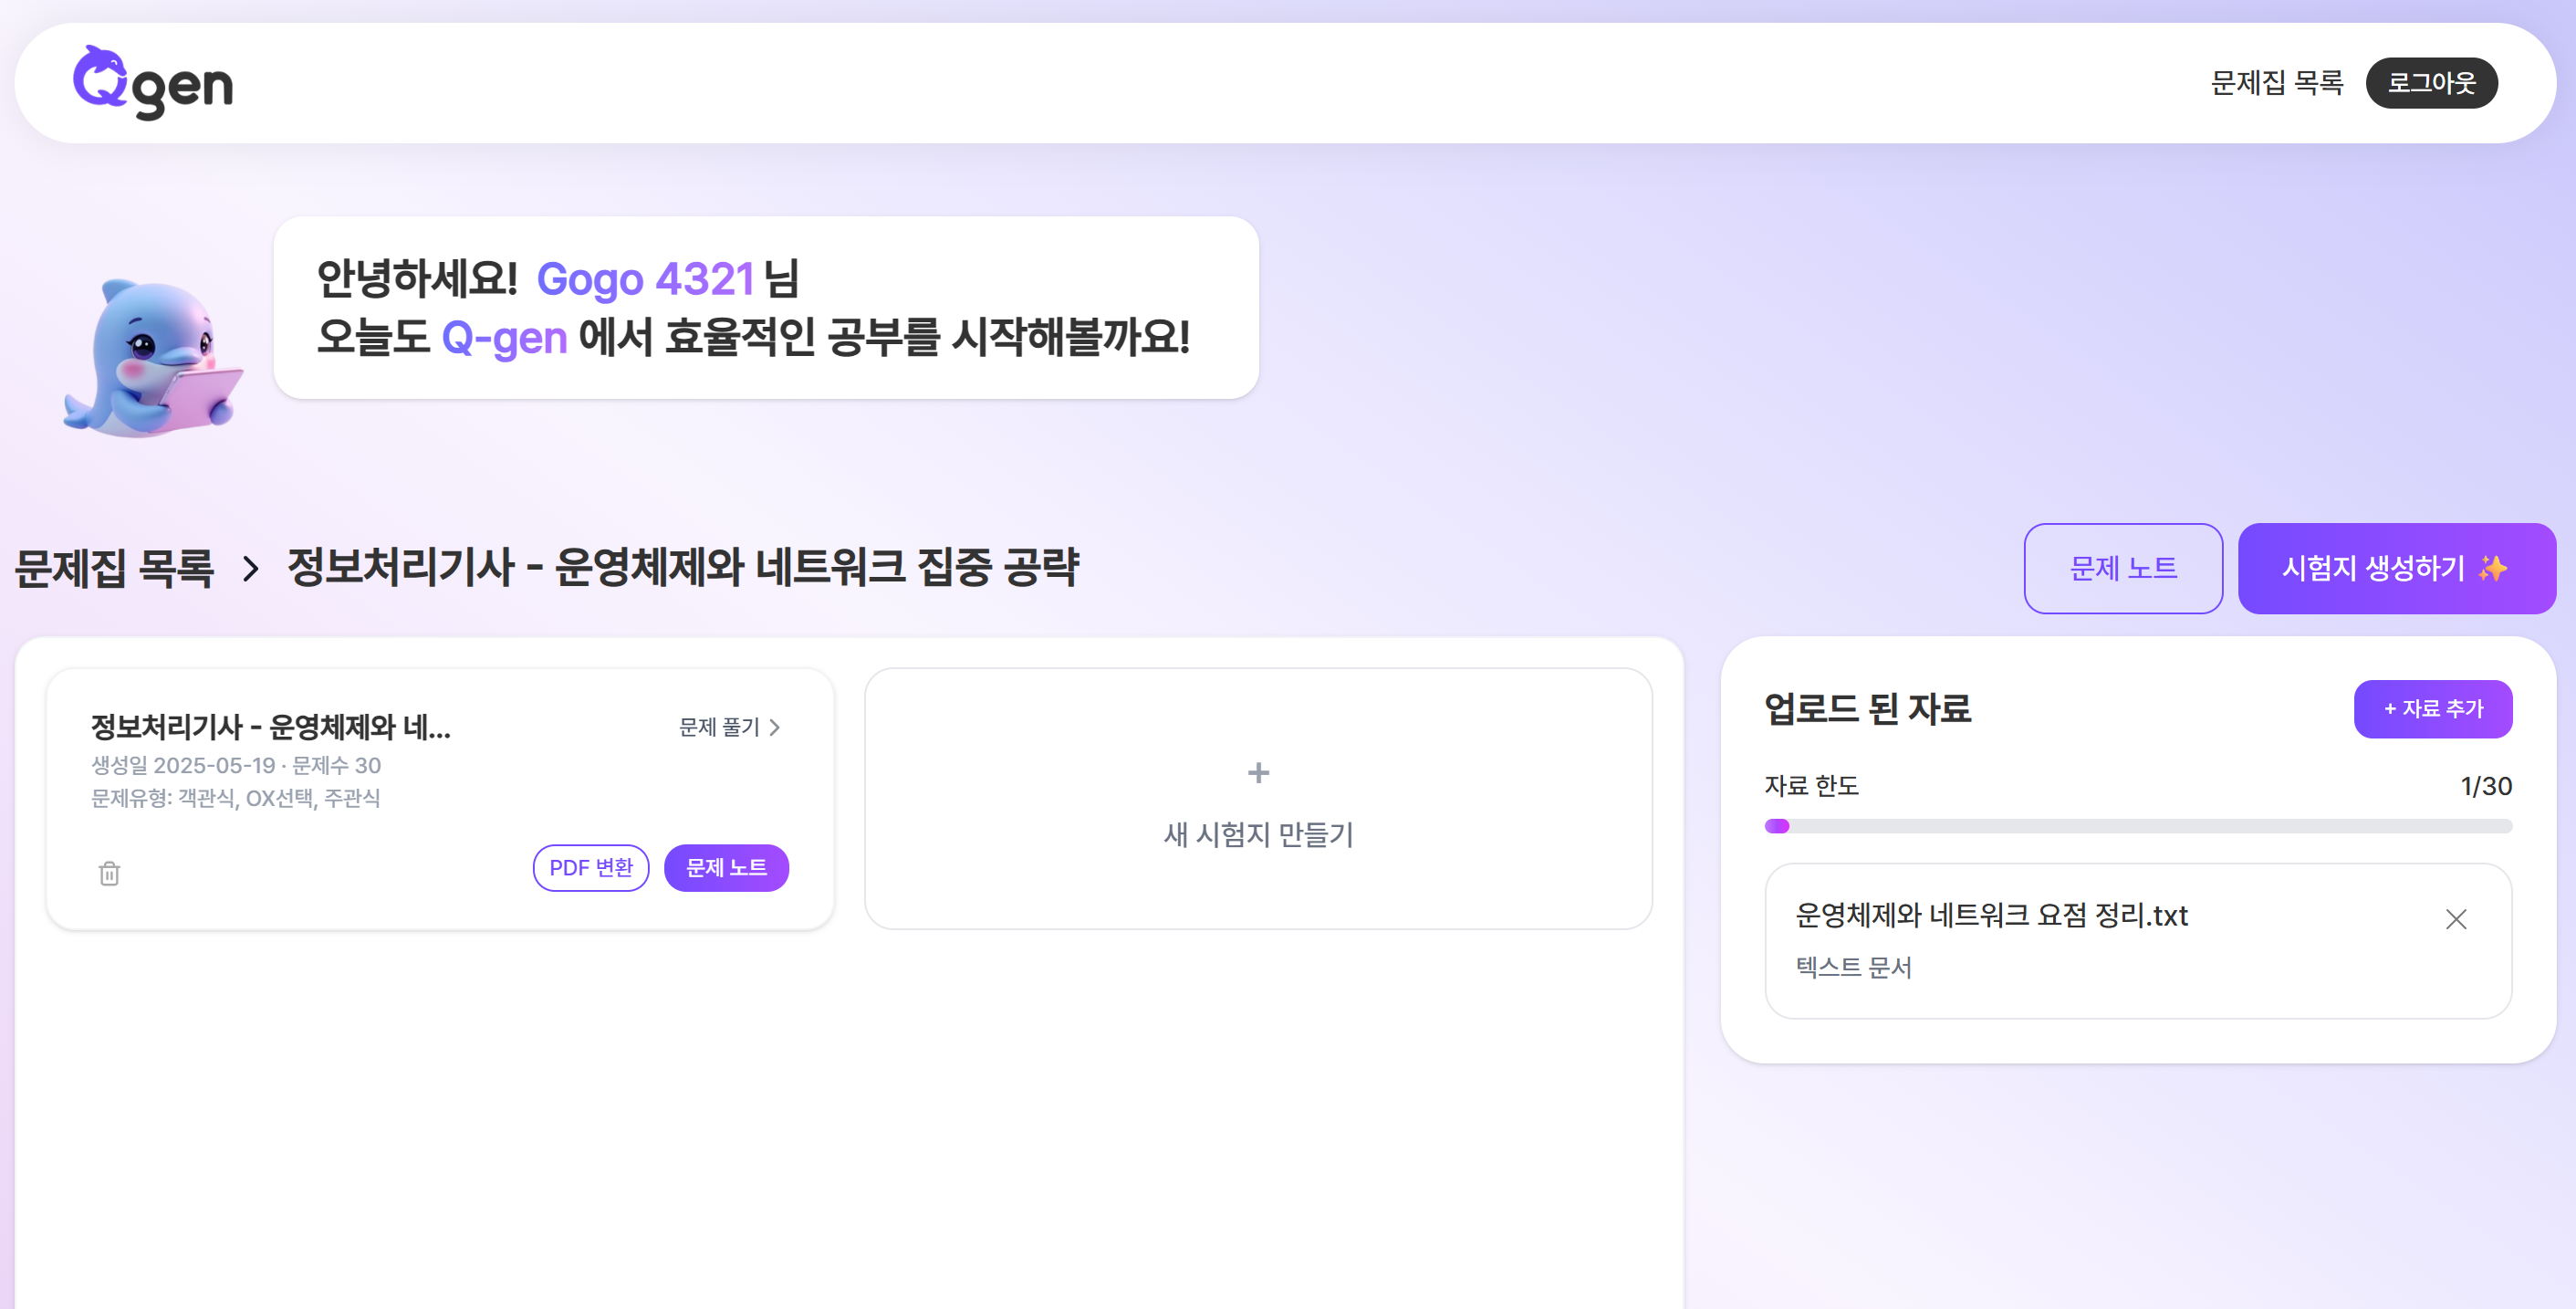 Qgen
문제집 목록
로그아웃
안녕하세요! Gogo 4321 님
오늘도 Q-gen 에서 효율적인 공부를 시작해볼까요!
문제집 목록 > 정보처리기사 - 운영체제와 네트워크 집중 공략
문제 노트
시험지 생성하기 ✨
정보처리기사 - 운영체제와 네...
문제 풀기 >
생성일 2025-05-19 · 문제수 30
문제유형: 객관식, OX선택, 주관식
PDF 변환
문제 노트
+
새 시험지 만들기
업로드 된 자료
+ 자료 추가
자료 한도
1/30
운영체제와 네트워크 요점 정리.txt
텍스트 문서